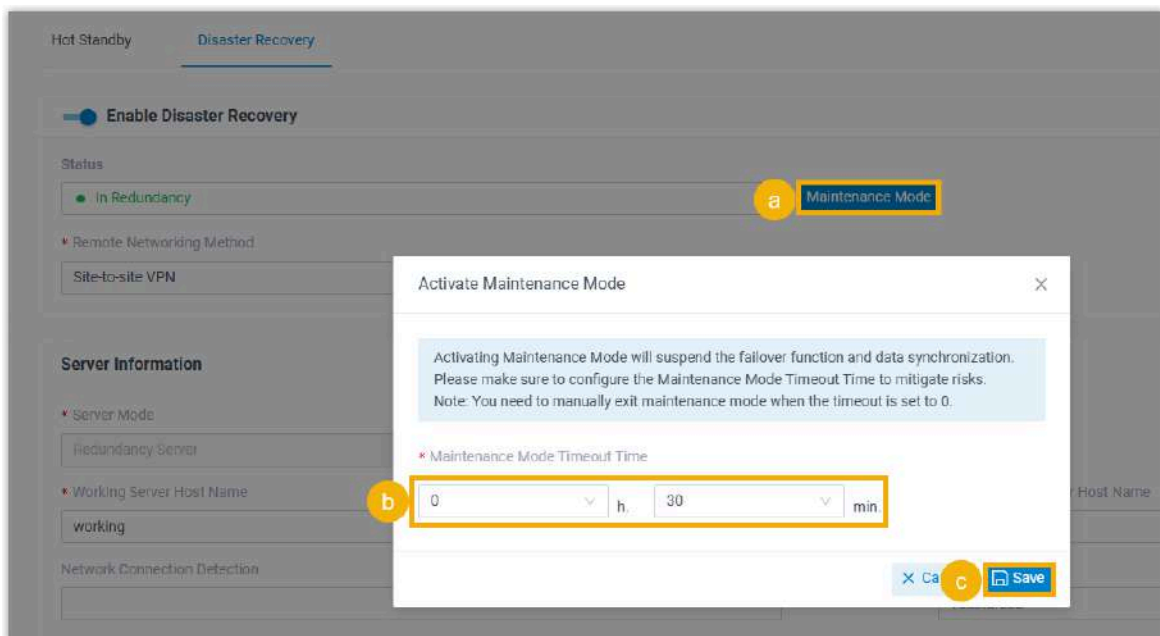 Hot Standby
Disaster Recovery
Enable Disaster Recovery
Status
In Redundancy
a
Maintenance Mode
* Remote Networking Method
Site-to-site VPN
Activate Maintenance Mode
Activating Maintenance Mode will suspend the failover function and data synchronization.
Please make sure to configure the Maintenance Mode Timeout Time to mitigate risks.
Note: You need to manually exit maintenance mode when the timeout is set to 0.
Server Information
* Server Mode
Redundancy Server
* Maintenance Mode Timeout Time
* Working Server Host Name
Host Name
b
0 h. 30 min.
working
Network Connection Detection
Ca
c
Save